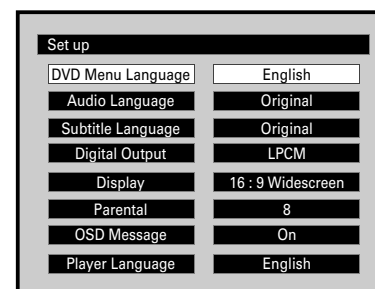 Set up
DVD Menu Language English
Audio Language Original
Subtitle Language Original
Digital Output LPCM
Display 16 : 9 Widescreen
Parental 8
OSD Message On
Player Language English